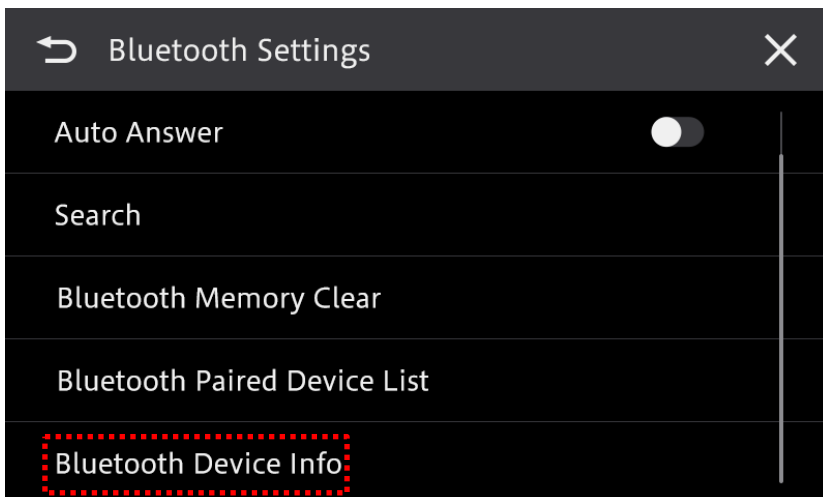 Bluetooth Settings
Auto Answer
Search
Bluetooth Memory Clear
Bluetooth Paired Device List
Bluetooth Device Info